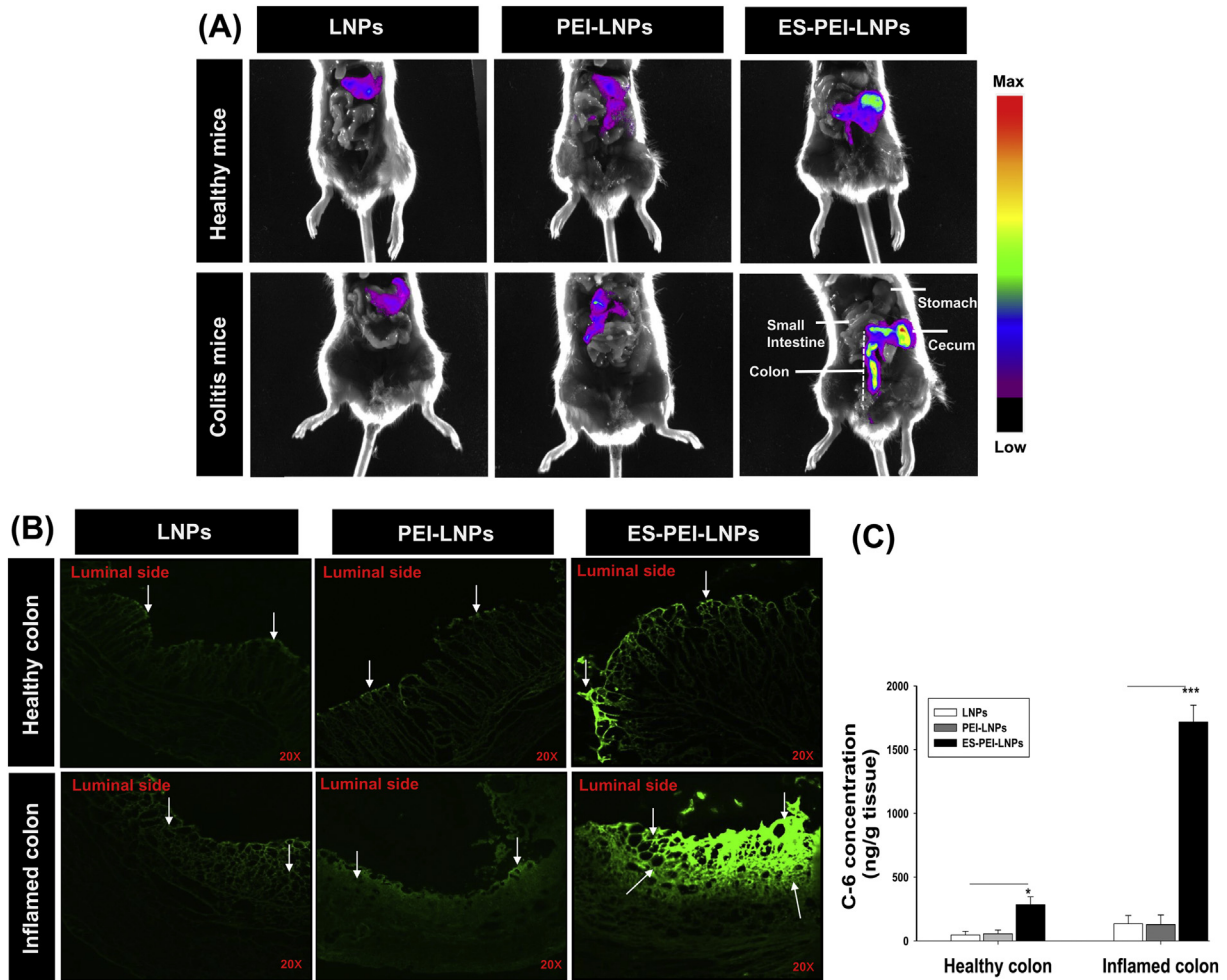 (A)
LNPs
PEI-LNPs
ES-PEI-LNPs
Healthy mice
Colitis mice
Stomach
Small
Intestine
Cecum
Colon
Max
Low
(B)
LNPs
PEI-LNPs
ES-PEI-LNPs
Healthy colon
Luminal side
20X
Luminal side
20X
Luminal side
20X
Inflamed colon
Luminal side
20X
Luminal side
20X
Luminal side
20X
(C)
C-6 concentration
(ng/g tissue)
2000
1500
1000
500
0
LNPs
PEI-LNPs
ES-PEI-LNPs
*
***
Healthy colon
Inflamed colon